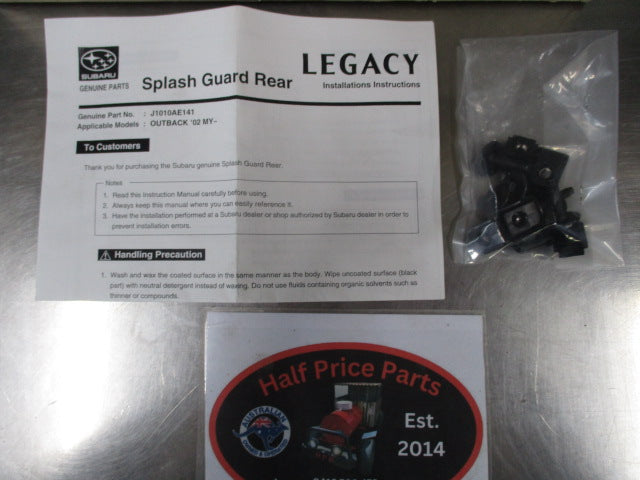 SUBARU
GENUINE PARTS
Splash Guard Rear
LEGACY
Installations Instructions
Genuine Part No. : J1010AE141
Applicable Models : OUTBACK '02 MY~
To Customers
Thank you for purchasing the Subaru genuine Splash Guard Rear.
Notes
1. Read this Instruction Manual carefully before using.
2. Always keep this manual where you can easily reference it.
3. Have the installation performed at a Subaru dealer or shop authorized by Subaru dealer in order to
prevent installation errors.
Handling Precaution
1. Wash and wax the coated surface in the same manner as the body. Wipe uncoated surface (black
part) with neutral detergent instead of waxing. Do not use fluids containing organic solvents such as
thinner or compounds.
Half Price Parts
AUSTRALIAN
OWNED & OPERATED
Est.
2014